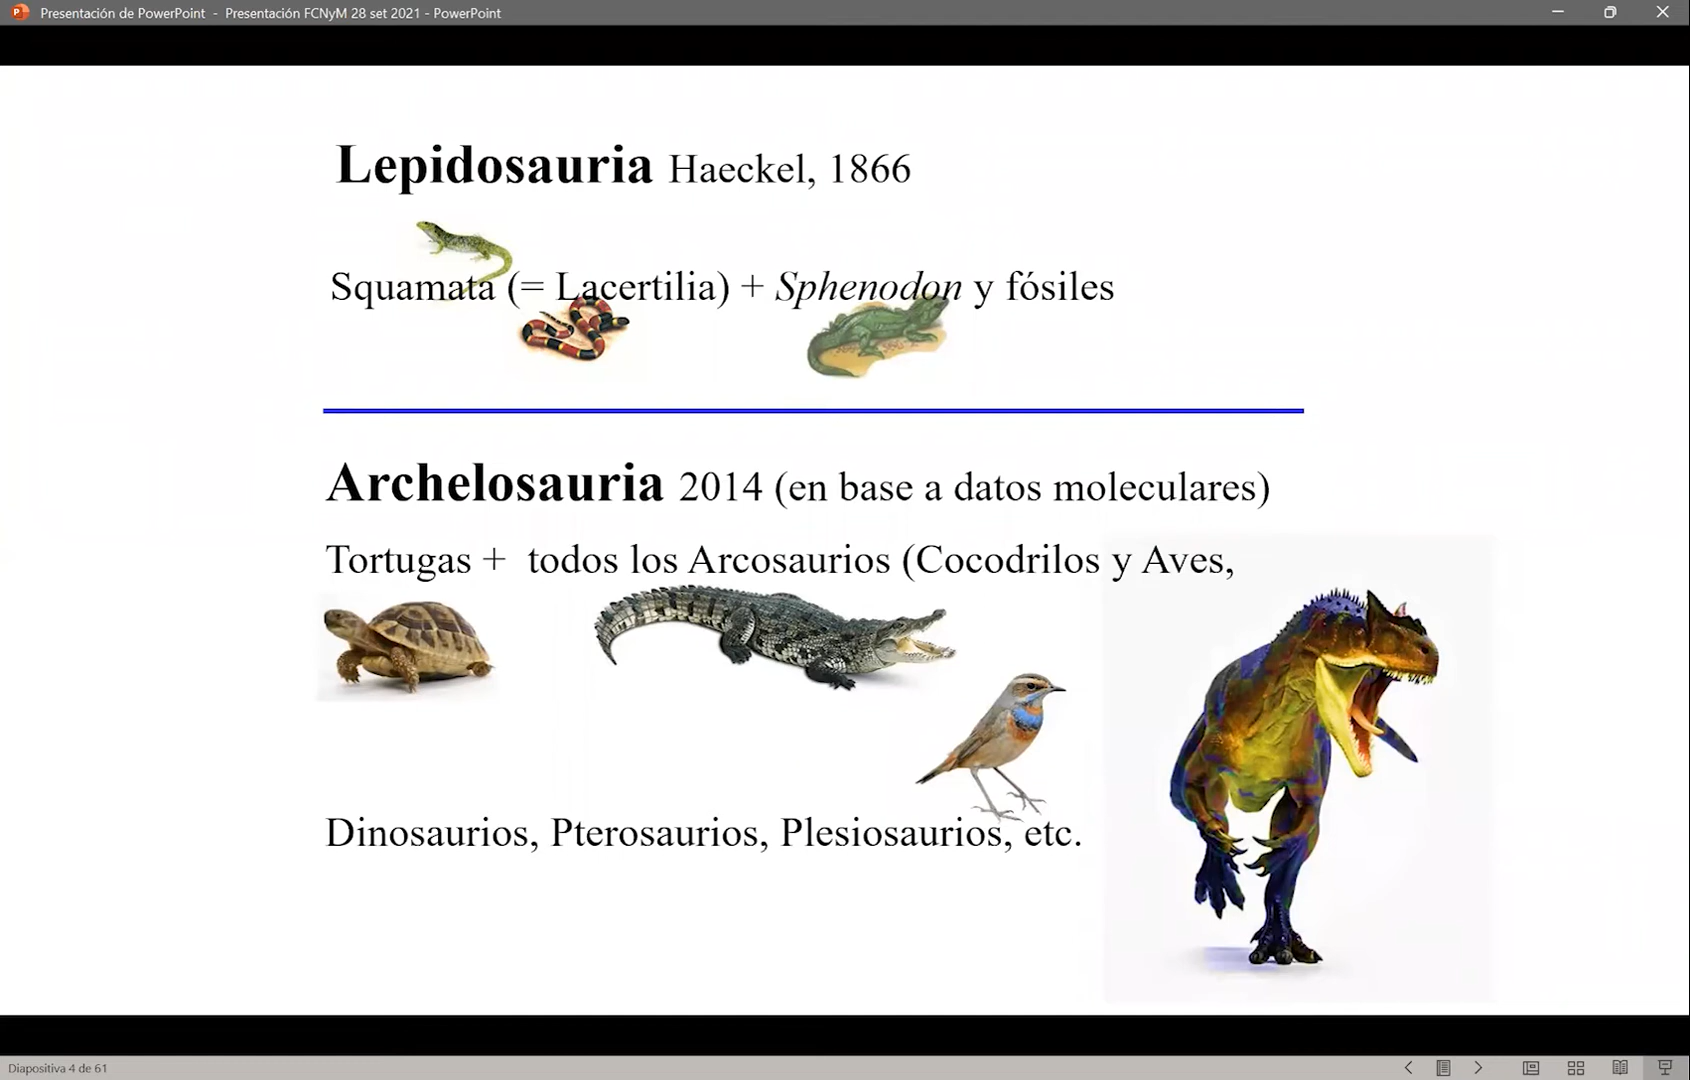 Presentación de PowerPoint - Presentación FCNyM 28 set 2021 - PowerPoint
Lepidosauria Haeckel, 1866
Squamata (= Lacertilia) + Sphenodon y fósiles
Archelosauria 2014 (en base a datos moleculares)
Tortugas + todos los Arcosaurios (Cocodrilos y Aves,
Dinosaurios, Pterosaurios, Plesiosaurios, etc.
Diapositiva 4 de 61